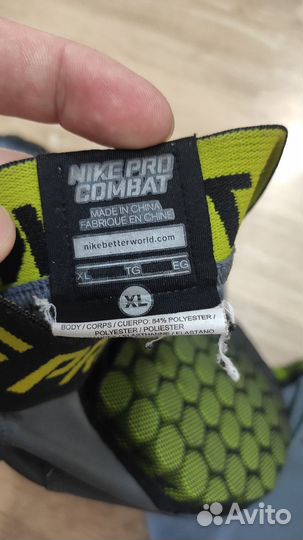 NIKE PRO
COMBAT
MADE IN CHINA
FABRIQUÉ EN CHINE
nikebetterworld.com
XL TG EG
XL
BODY / CORPS / CUERPO: 84% POLYESTER /
POLYESTER / POLIESTER
Avito